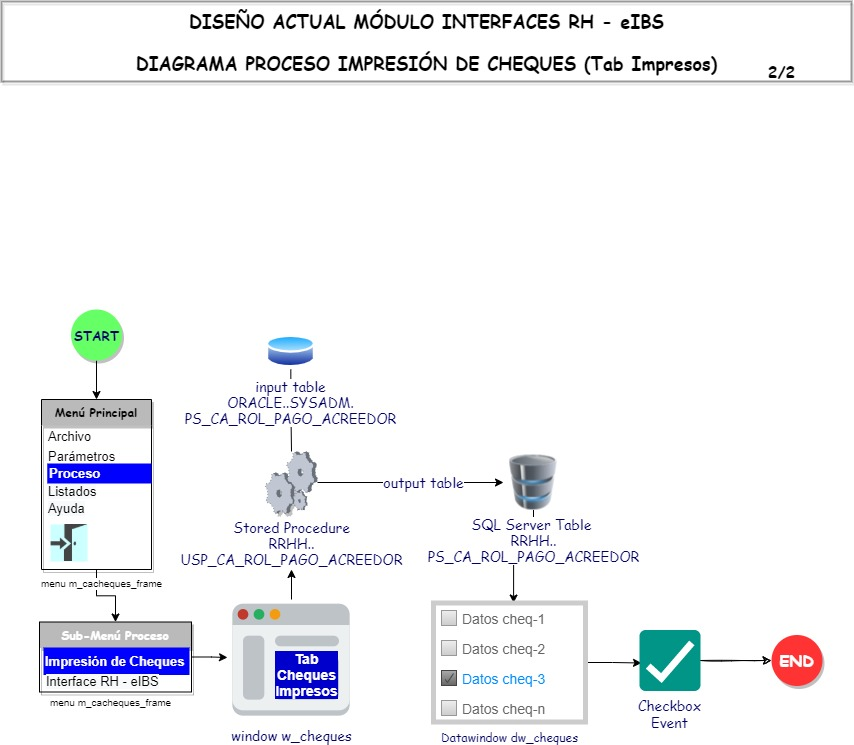 DISEÑO ACTUAL MÓDULO INTERFACES RH - eIBS
DIAGRAMA PROCESO IMPRESIÓN DE CHEQUES (Tab Impresos)
2/2
START
Menú Principal
Archivo
Parámetros
Proceso
Listados
Ayuda
menu m_cacheques_frame
Sub-Menú Proceso
Impresión de Cheques
Interface RH - eIBS
menu m_cacheques_frame
input table
ORACLE..SYSADM.
PS_CA_ROL_PAGO_ACREEDOR
Stored Procedure
RRHH..
USP_CA_ROL_PAGO_ACREEDOR
Tab
Cheques
Impresos
window w_cheques
output table
SQL Server Table
RRHH..
PS_CA_ROL_PAGO_ACREEDOR
Datos cheq-1
Datos cheq-2
Datos cheq-3
Datos cheq-n
Datawindow dw_cheques
Checkbox
Event
END